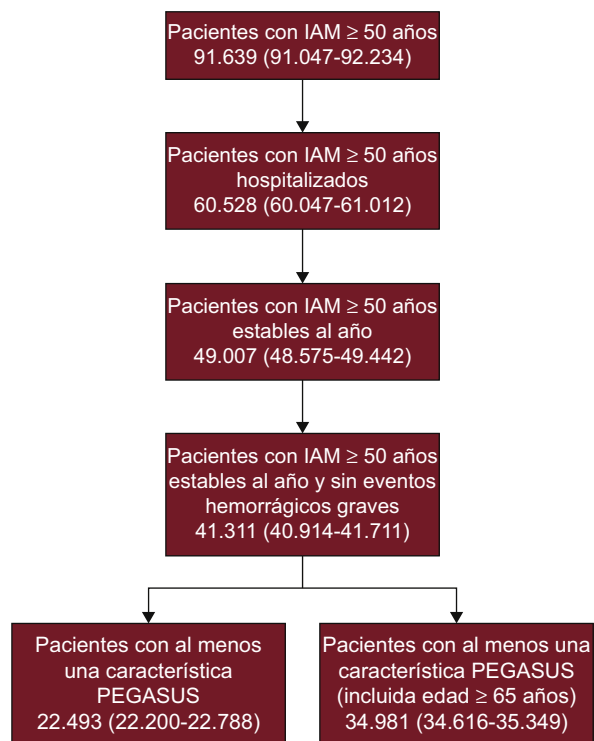 Pacientes con IAM ≥ 50 años
91.639 (91.047-92.234)
Pacientes con IAM ≥ 50 años
hospitalizados
60.528 (60.047-61.012)
Pacientes con IAM ≥ 50 años
estables al año
49.007 (48.575-49.442)
Pacientes con IAM ≥ 50 años
estables al año y sin eventos
hemorrágicos graves
41.311 (40.914-41.711)
Pacientes con al menos
una característica
PEGASUS
22.493 (22.200-22.788)
Pacientes con al menos una
característica PEGASUS
(incluida edad ≥ 65 años)
34.981 (34.616-35.349)